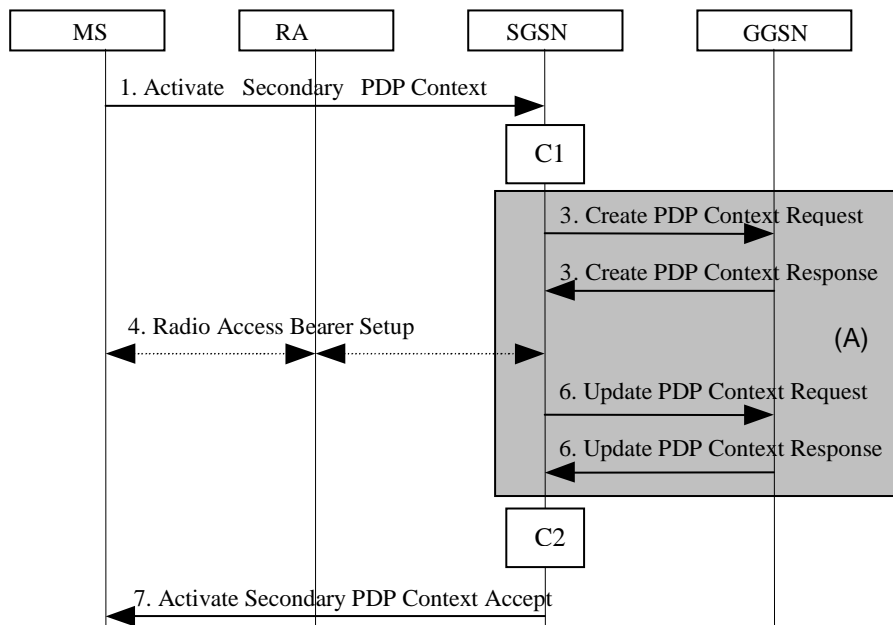 MS RA SGSN GGSN
1. Activate Secondary PDP Context
C1
3. Create PDP Context Request
3. Create PDP Context Response
4. Radio Access Bearer Setup
(A)
6. Update PDP Context Request
6. Update PDP Context Response
C2
7. Activate Secondary PDP Context Accept